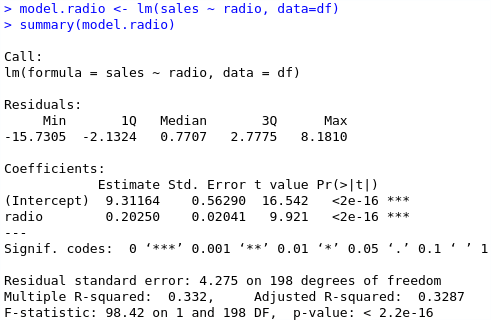 > model.radio <- lm(sales ~ radio, data=df)
> summary(model.radio)
Call:
lm(formula = sales ~ radio, data = df)
Residuals:
     Min       1Q   Median       3Q      Max
-15.7305  -2.1324   0.7707   2.7775   8.1810
Coefficients:
            Estimate Std. Error t value Pr(>|t|)
(Intercept)  9.31164    0.56290  16.542   <2e-16 ***
radio        0.20250    0.02041   9.921   <2e-16 ***
---
Signif. codes:  0 ‘***’ 0.001 ‘**’ 0.01 ‘*’ 0.05 ‘.’ 0.1 ‘ ’ 1
Residual standard error: 4.275 on 198 degrees of freedom
Multiple R-squared:  0.332,     Adjusted R-squared:  0.3287
F-statistic: 98.42 on 1 and 198 DF,  p-value: < 2.2e-16